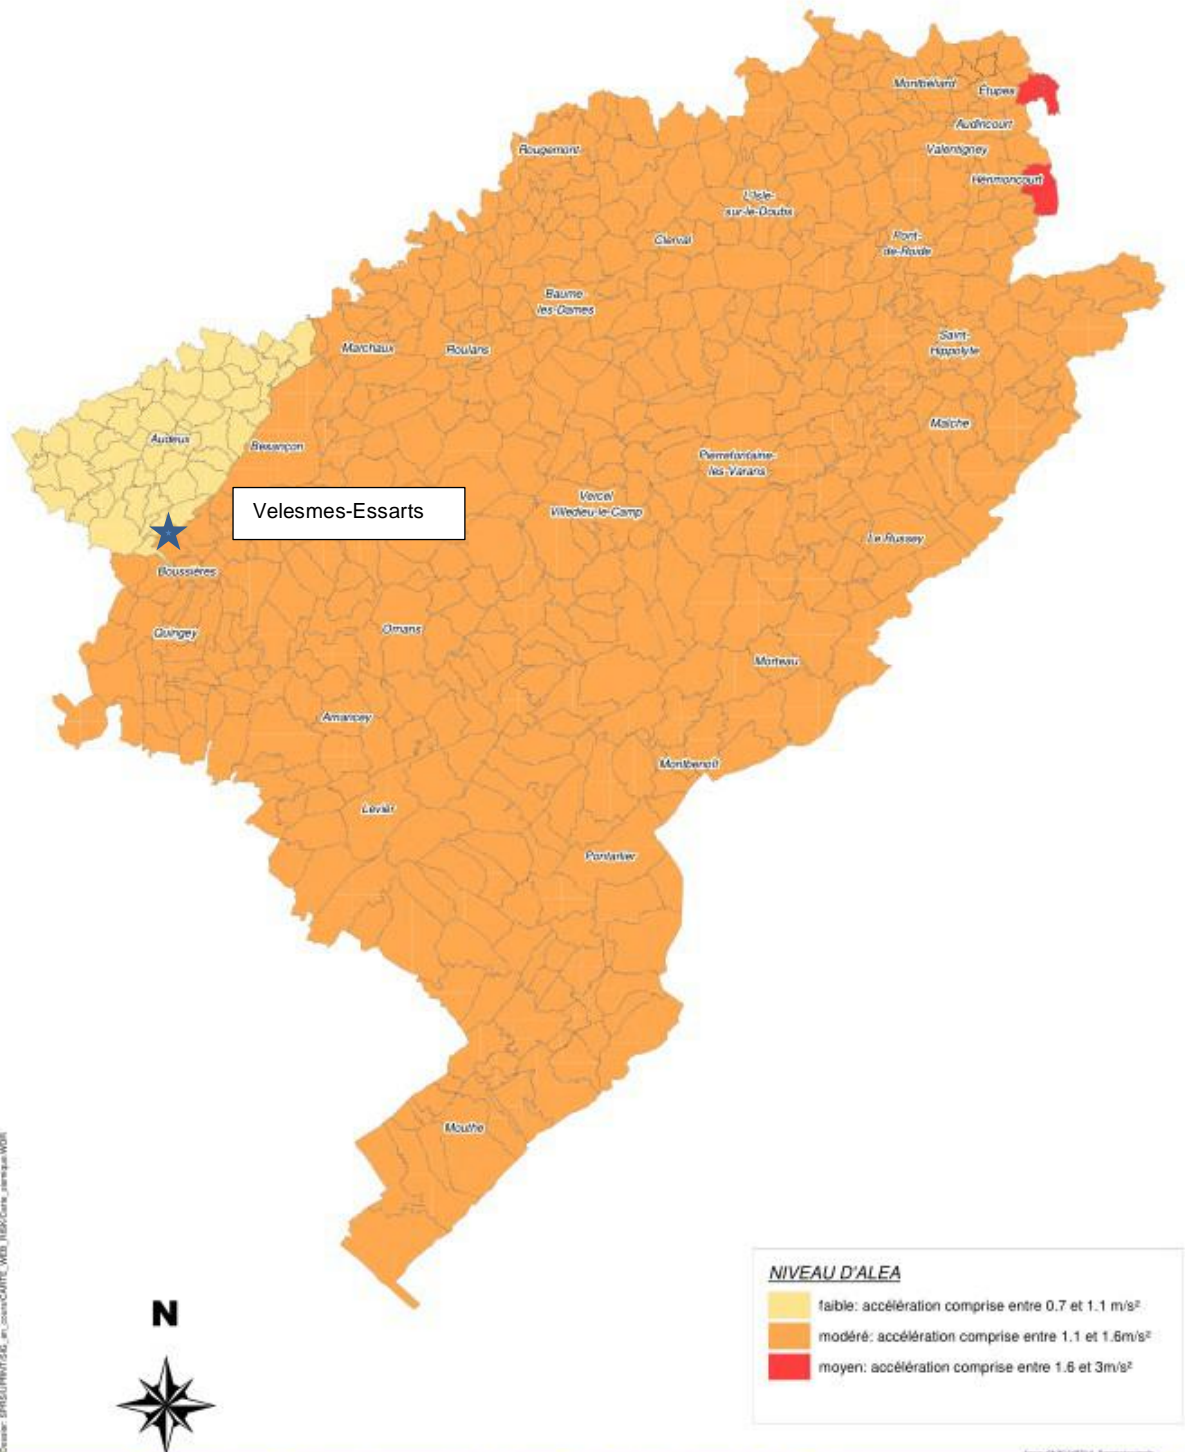 Montbéliard
Étupes
Audincourt
Valentigney
Hérimoncourt
Rougemont
L'Isle-
sur-le-Doubs
Clerval
Pont-
de-Roide
Baume
les-Dames
Marchaux
Roulans
Saint-
Hippolyte
Maîche
Audeux
Besançon
Pierrefontaine-
les-Varans
Vercel
Villedieu-le-Camp
Velesmes-Essarts
Le Russey
Boussières
Quingey
Ornans
Morteau
Amancey
Montbenoît
Levier
Pontarlier
Mouthe
N
NIVEAU D'ALEA
faible: accélération comprise entre 0.7 et 1.1 m/s²
modéré: accélération comprise entre 1.1 et 1.6m/s²
moyen: accélération comprise entre 1.6 et 3m/s²